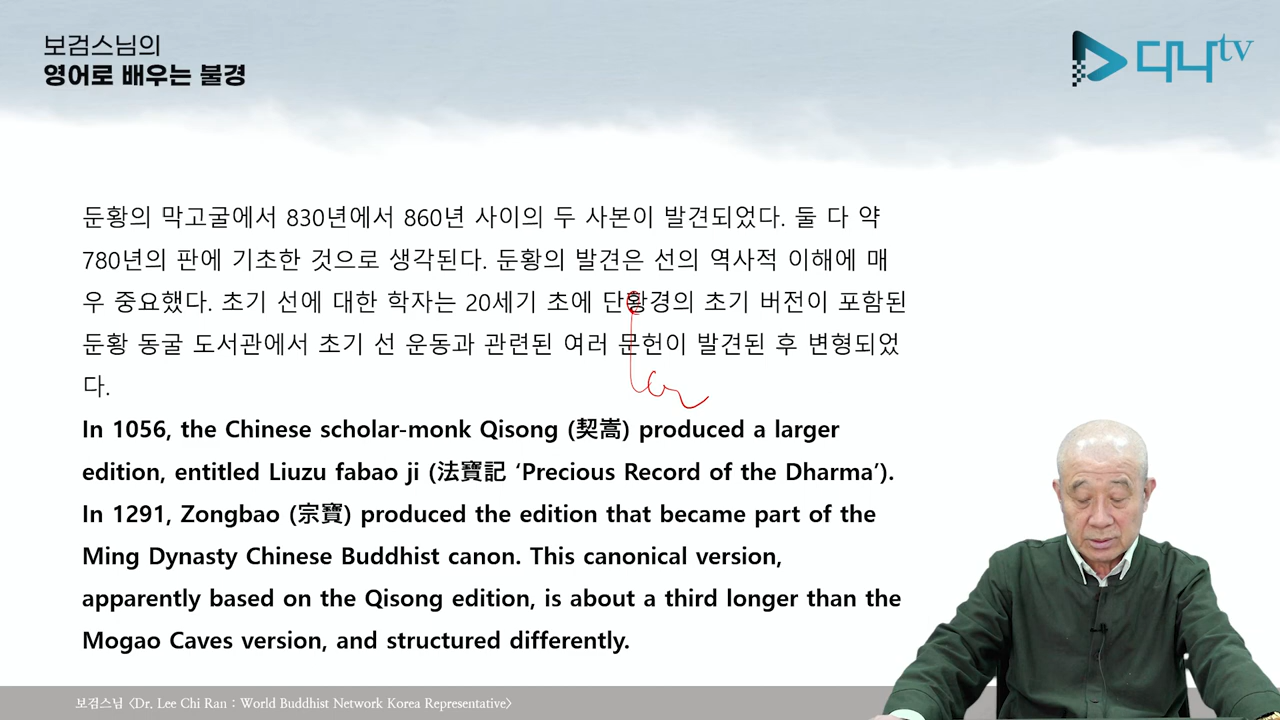 보검스님의
영어로 배우는 불경
다나tv
둔황의 막고굴에서 830년에서 860년 사이의 두 사본이 발견되었다. 둘 다 약
780년의 판에 기초한 것으로 생각된다. 둔황의 발견은 선의 역사적 이해에 매
우 중요했다. 초기 선에 대한 학자는 20세기 초에 단황경의 초기 버전이 포함된
둔황 동굴 도서관에서 초기 선 운동과 관련된 여러 문헌이 발견된 후 변형되었
다.
In 1056, the Chinese scholar-monk Qisong (契嵩) produced a larger
edition, entitled Liuzu fabao ji (法寶記 ‘Precious Record of the Dharma’).
In 1291, Zongbao (宗寶) produced the edition that became part of the
Ming Dynasty Chinese Buddhist canon. This canonical version,
apparently based on the Qisong edition, is about a third longer than the
Mogao Caves version, and structured differently.
보검스님 <Dr. Lee Chi Ran : World Buddhist Network Korea Representative>